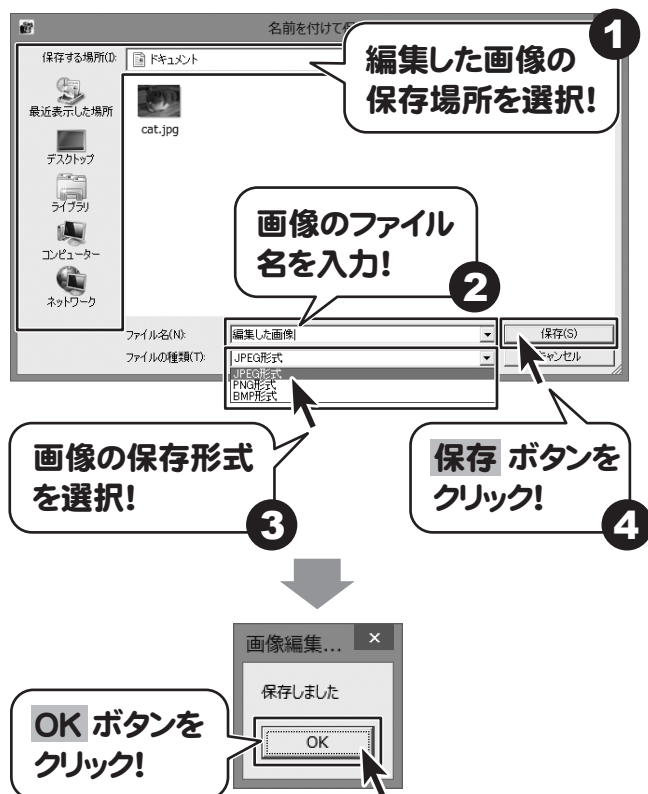 名前を付けて保
1
保存する場所(I):
ドキュメント
編集した画像の
保存場所を選択!
最近表示した場所
cat.jpg
デスクトップ
ライブラリ
画像のファイル
名を入力!
2
コンピューター
ネットワーク
ファイル名(N):
編集した画像
保存(S)
ファイルの種類(T):
JPEG形式
キャンセル
JPEG形式
PNG形式
BMP形式
画像の保存形式
を選択!
3
保存 ボタンを
クリック!
4
画像編集...
保存しました
OK ボタンを
クリック!
OK